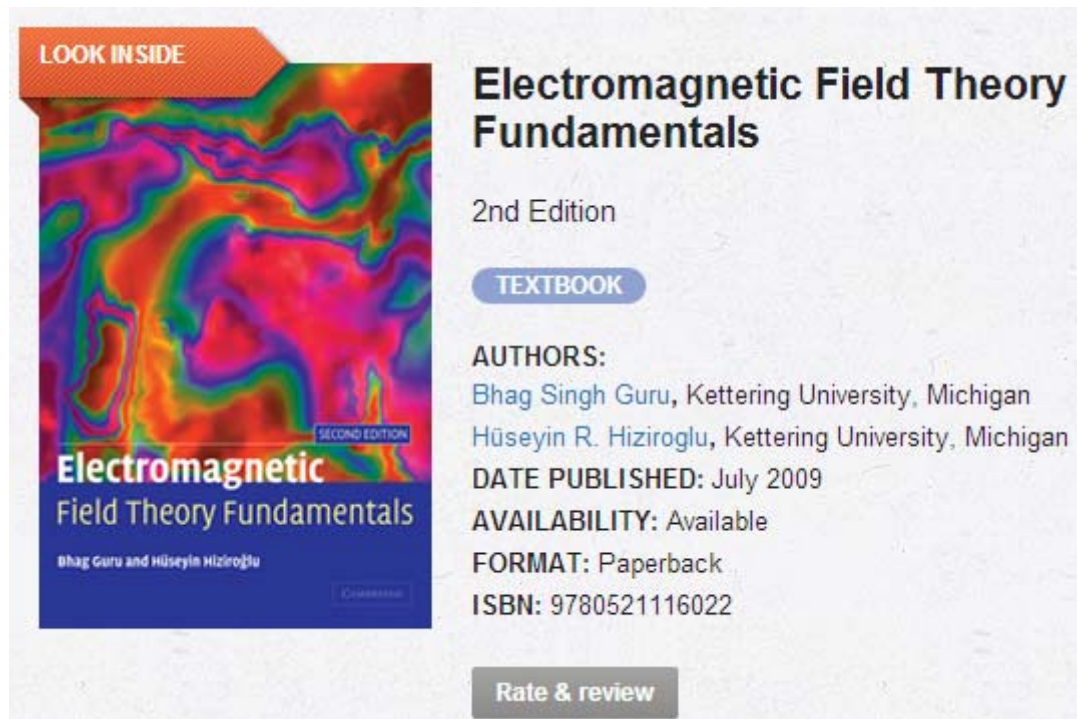 LOOK INSIDE
SECOND EDITION
Electromagnetic
Field Theory Fundamentals
Bhag Guru and Hüseyin Hiziroğlu
CAMBRIDGE
Electromagnetic Field Theory
Fundamentals
2nd Edition
TEXTBOOK
AUTHORS:
Bhag Singh Guru, Kettering University, Michigan
Hüseyin R. Hiziroglu, Kettering University, Michigan
DATE PUBLISHED: July 2009
AVAILABILITY: Available
FORMAT: Paperback
ISBN: 9780521116022
Rate & review